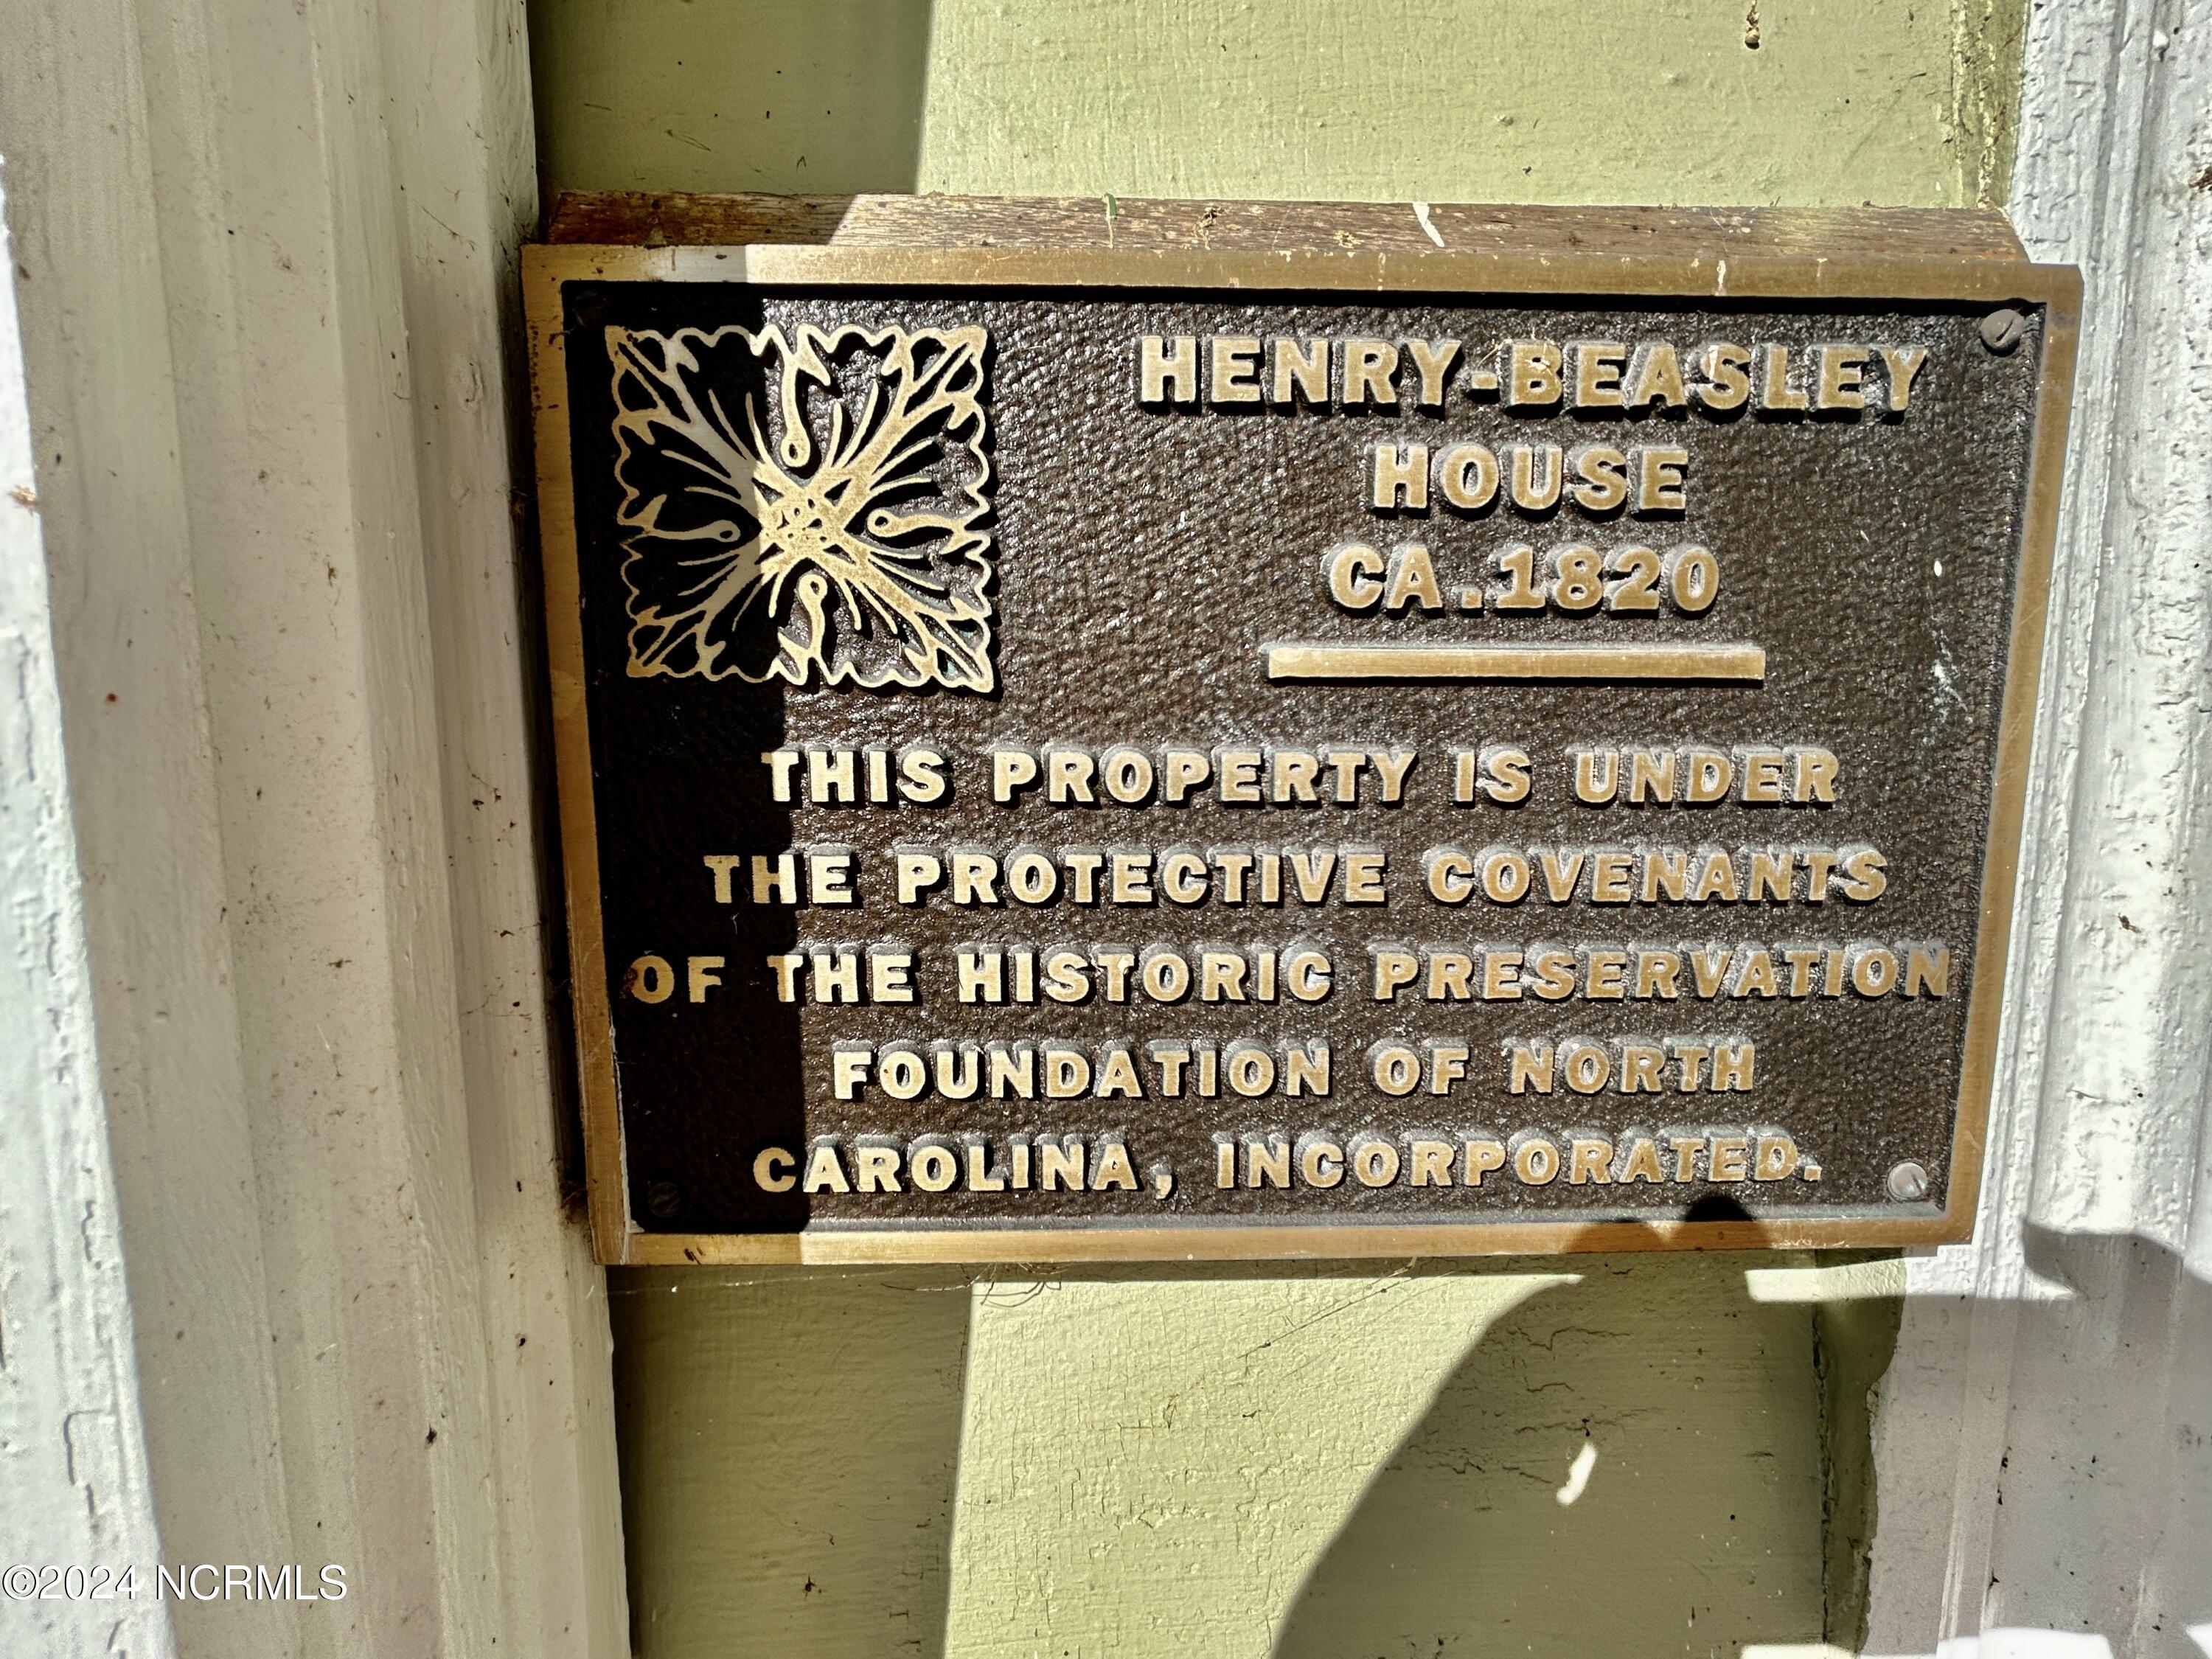 HENRY-BEASLEY
HOUSE
CA.1820
THIS PROPERTY IS UNDER
THE PROTECTIVE COVENANTS
OF THE HISTORIC PRESERVATION
FOUNDATION OF NORTH
CAROLINA, INCORPORATED.
©2024 NCRMLS